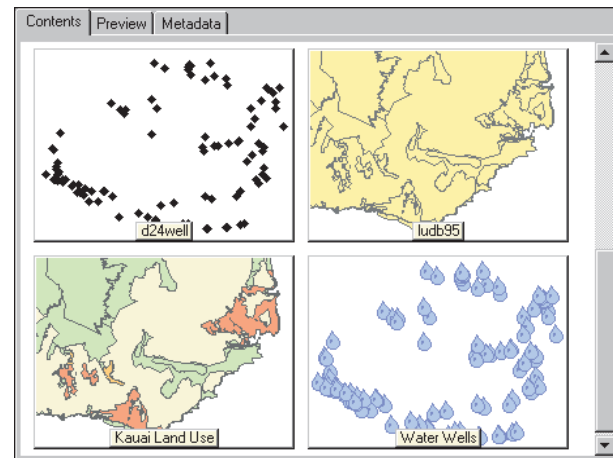 Contents Preview Metadata
d24well
ludb95
Kauai Land Use
Water Wells